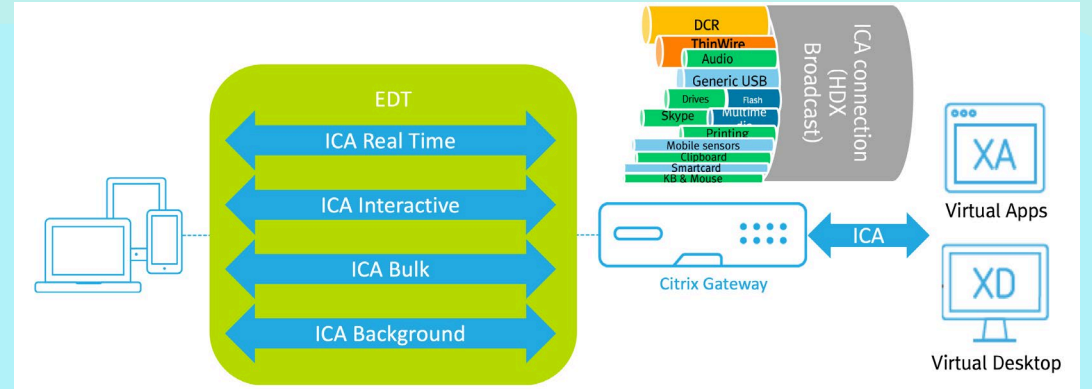 EDT
ICA Real Time
ICA Interactive
ICA Bulk
ICA Background
DCR
ThinWire
Audio
Generic USB
Drives
Flash
Skype
Multime
Printing
Mobile sensors
Clipboard
Smartcard
KB & Mouse
ICA connection
(HDX
Broadcast)
Citrix Gateway
ICA
XA
Virtual Apps
XD
Virtual Desktop